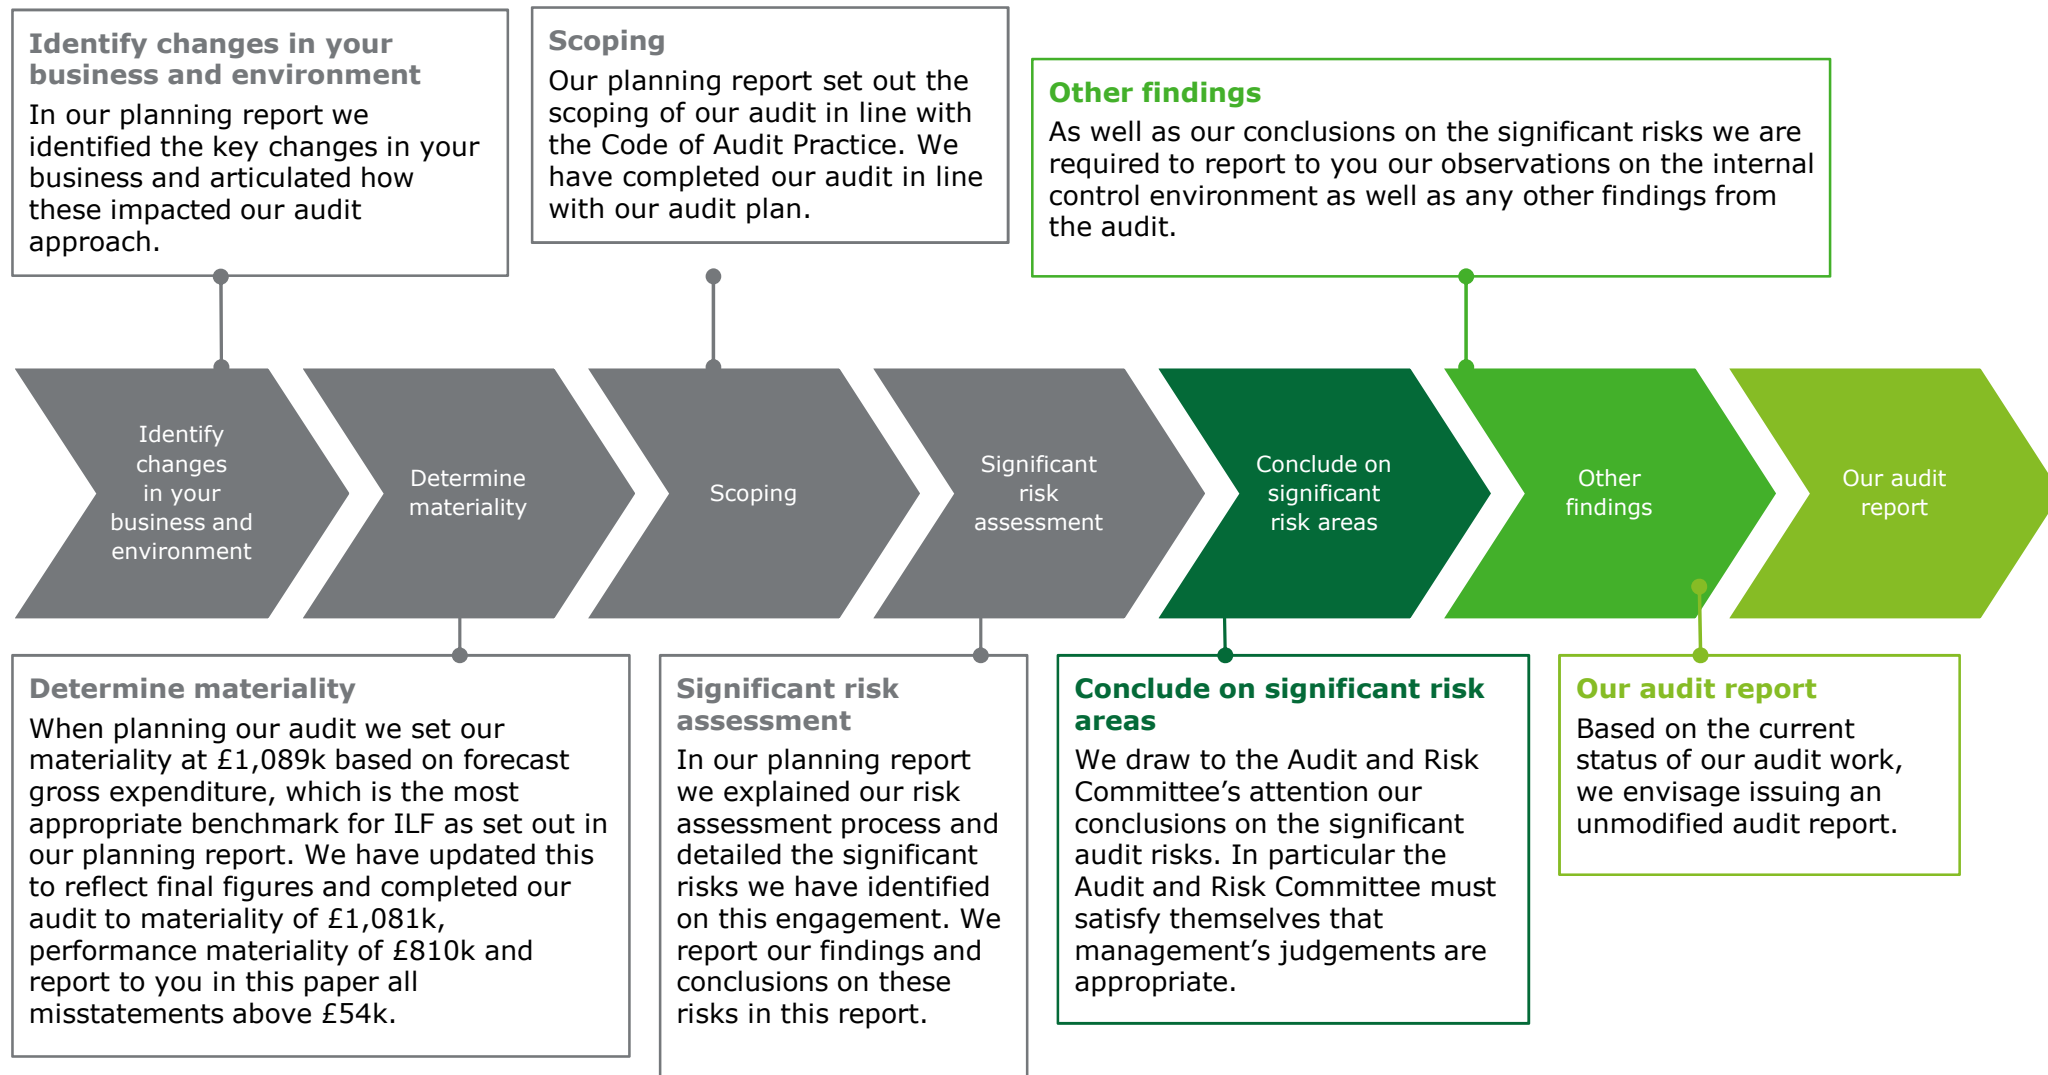 Identify changes in your
business and environment
In our planning report we
identified the key changes in your
business and articulated how
these impacted our audit
approach.
Scoping
Our planning report set out the
scoping of our audit in line with
the Code of Audit Practice. We
have completed our audit in line
with our audit plan.
Other findings
As well as our conclusions on the significant risks we are
required to report to you our observations on the internal
control environment as well as any other findings from
the audit.
Identify
changes
in your
business and
environment
Determine
materiality
Scoping
Significant
risk
assessment
Conclude on
significant
risk areas
Other
findings
Our audit
report
Determine materiality
When planning our audit we set our
materiality at £1,089k based on forecast
gross expenditure, which is the most
appropriate benchmark for ILF as set out in
our planning report. We have updated this
to reflect final figures and completed our
audit to materiality of £1,081k,
performance materiality of £810k and
report to you in this paper all
misstatements above £54k.
Significant risk
assessment
In our planning report
we explained our risk
assessment process and
detailed the significant
risks we have identified
on this engagement. We
report our findings and
conclusions on these
risks in this report.
Conclude on significant risk
areas
We draw to the Audit and Risk
Committee’s attention our
conclusions on the significant
audit risks. In particular the
Audit and Risk Committee must
satisfy themselves that
management’s judgements are
appropriate.
Our audit report
Based on the current
status of our audit work,
we envisage issuing an
unmodified audit report.